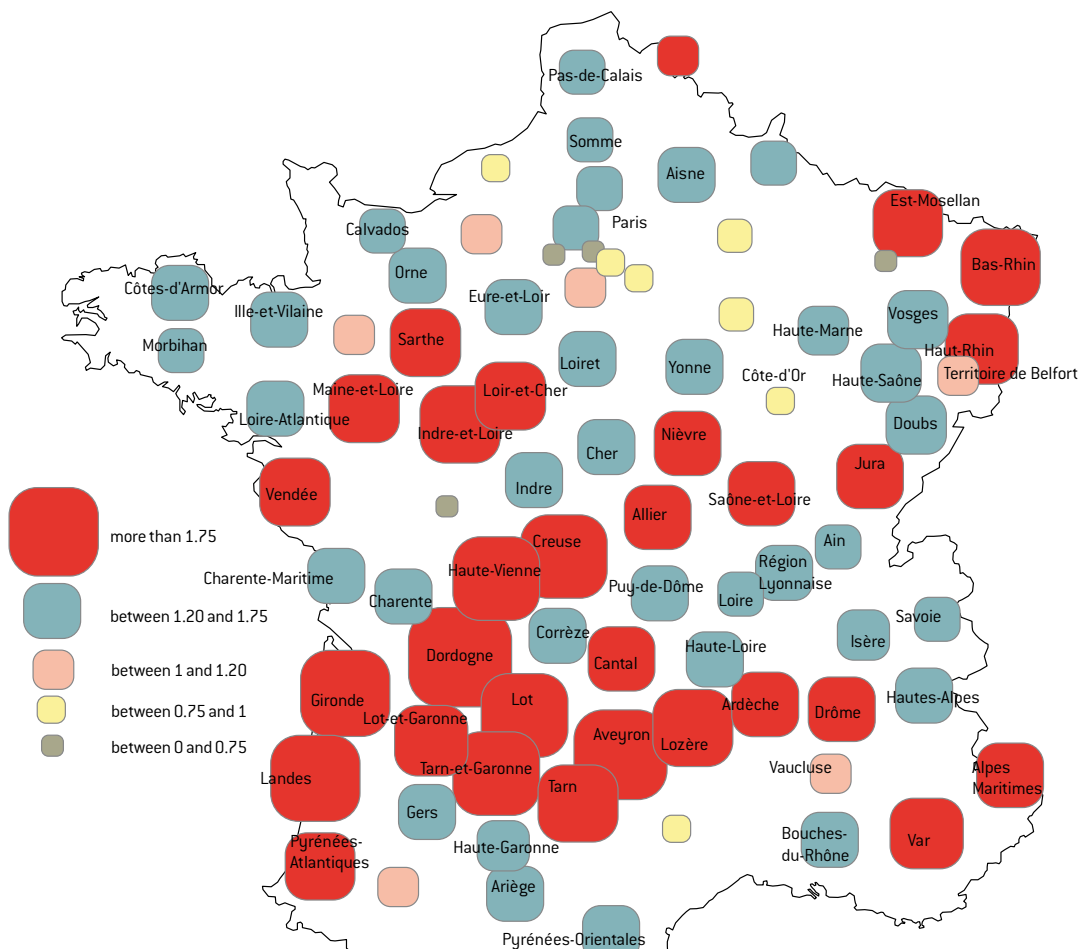 Pas-de-Calais
Somme
Aisne
Est-Mosellan
Paris
Calvados
Bas-Rhin
Orne
Côtes-d'Armor
Eure-et-Loir
Ille-et-Vilaine
Vosges
Haute-Marne
Sarthe
Morbihan
Haut-Rhin
Loiret
Yonne
Territoire de Belfort
Côte-d'Or
Haute-Saône
Maine-et-Loire
Loir-et-Cher
Loire-Atlantique
Doubs
Indre-et-Loire
Nièvre
Cher
Jura
Indre
Vendée
Saône-et-Loire
Allier
more than 1.75
Creuse
Ain
Région
Lyonnaise
Haute-Vienne
Charente-Maritime
Puy-de-Dôme
Charente
Loire
between 1.20 and 1.75
Savoie
Corrèze
Isère
Haute-Loire
Dordogne
Cantal
between 1 and 1.20
Hautes-Alpes
Gironde
Lot
Ardèche
between 0.75 and 1
Drôme
Lot-et-Garonne
Aveyron
Lozère
between 0 and 0.75
Tarn-et-Garonne
Vaucluse
Alpes
Maritimes
Landes
Tarn
Gers
Bouches-
du-Rhône
Var
Pyrénées-
Atlantiques
Haute-Garonne
Ariège
Pyrénées-Orientales